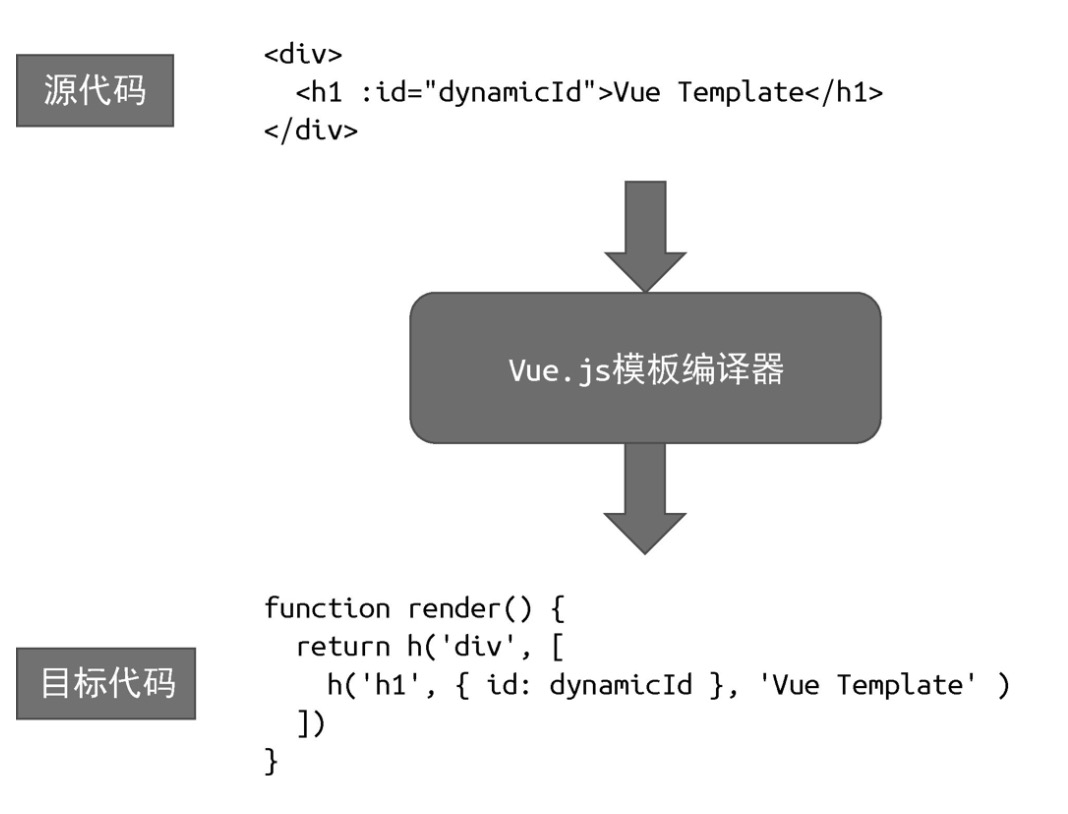 源代码
<div>
  <h1 :id="dynamicId">Vue Template</h1>
</div>
Vue.js模板编译器
目标代码
function render() {
  return h('div', [
    h('h1', { id: dynamicId }, 'Vue Template' )
  ])
}